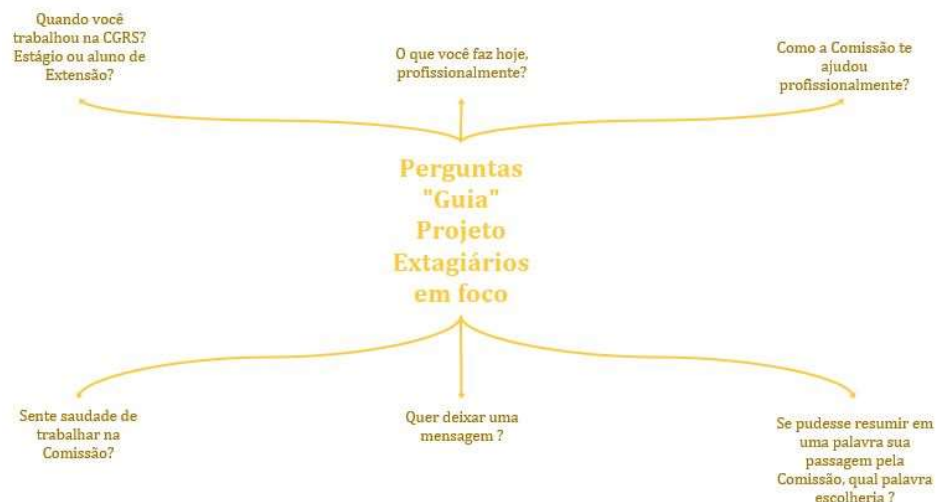 Quando você
trabalhou na CGRS?
Estágio ou aluno de
Extensão?
O que você faz hoje,
profissionalmente?
Como a Comissão te
ajudou
profissionalmente?
Perguntas
"Guia"
Projeto
Extagiários
em foco
Sente saudade de
trabalhar na
Comissão?
Quer deixar uma
mensagem ?
Se pudesse resumir em
uma palavra sua
passagem pela
Comissão, qual palavra
escolheria ?